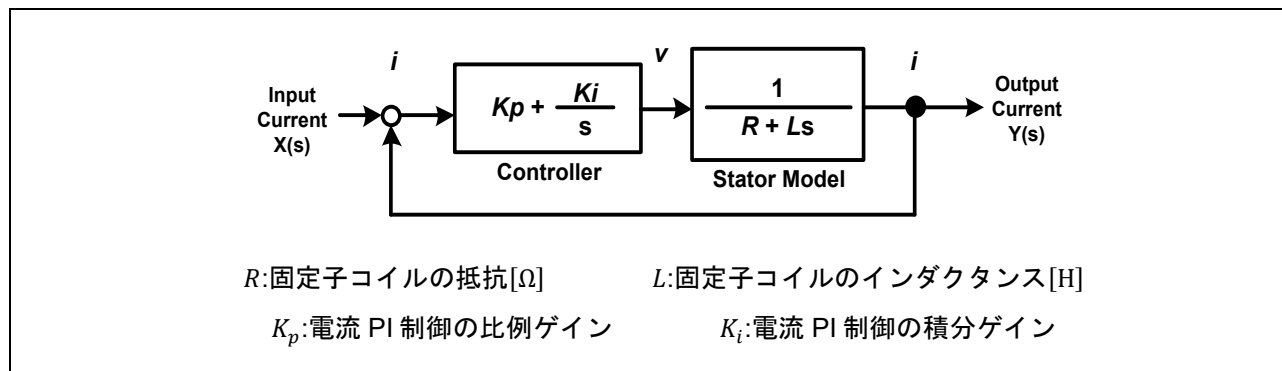 i
v
i
Input
Current
X(s)
Kp + Ki
s
1
R + Ls
Output
Current
Y(s)
Controller
Stator Model
R:固定子コイルの抵抗[Ω]
L:固定子コイルのインダクタンス[H]
K_p:電流 PI 制御の比例ゲイン
K_i:電流 PI 制御の積分ゲイン